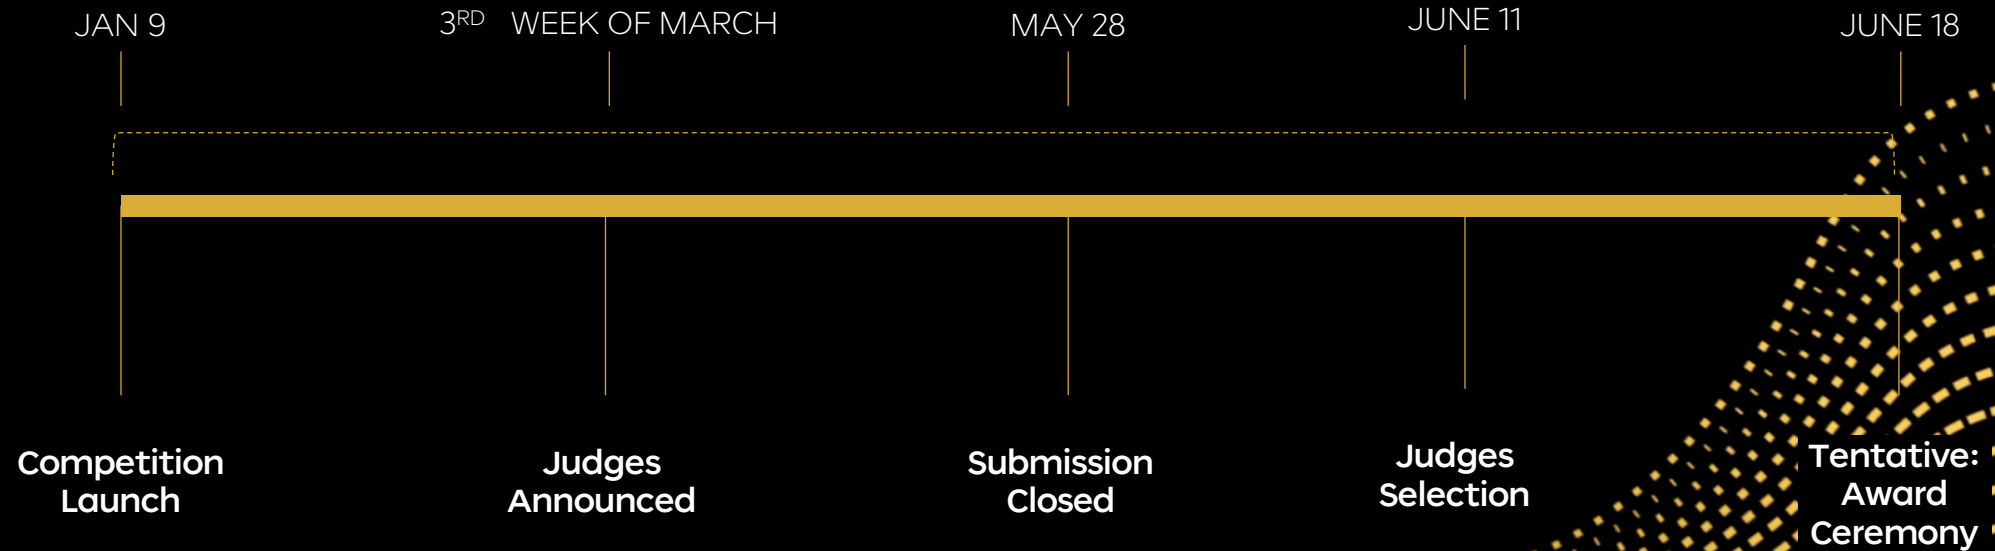 JAN 9
3RD WEEK OF MARCH
MAY 28
JUNE 11
JUNE 18
Competition
Launch
Judges
Announced
Submission
Closed
Judges
Selection
Tentative:
Award
Ceremony